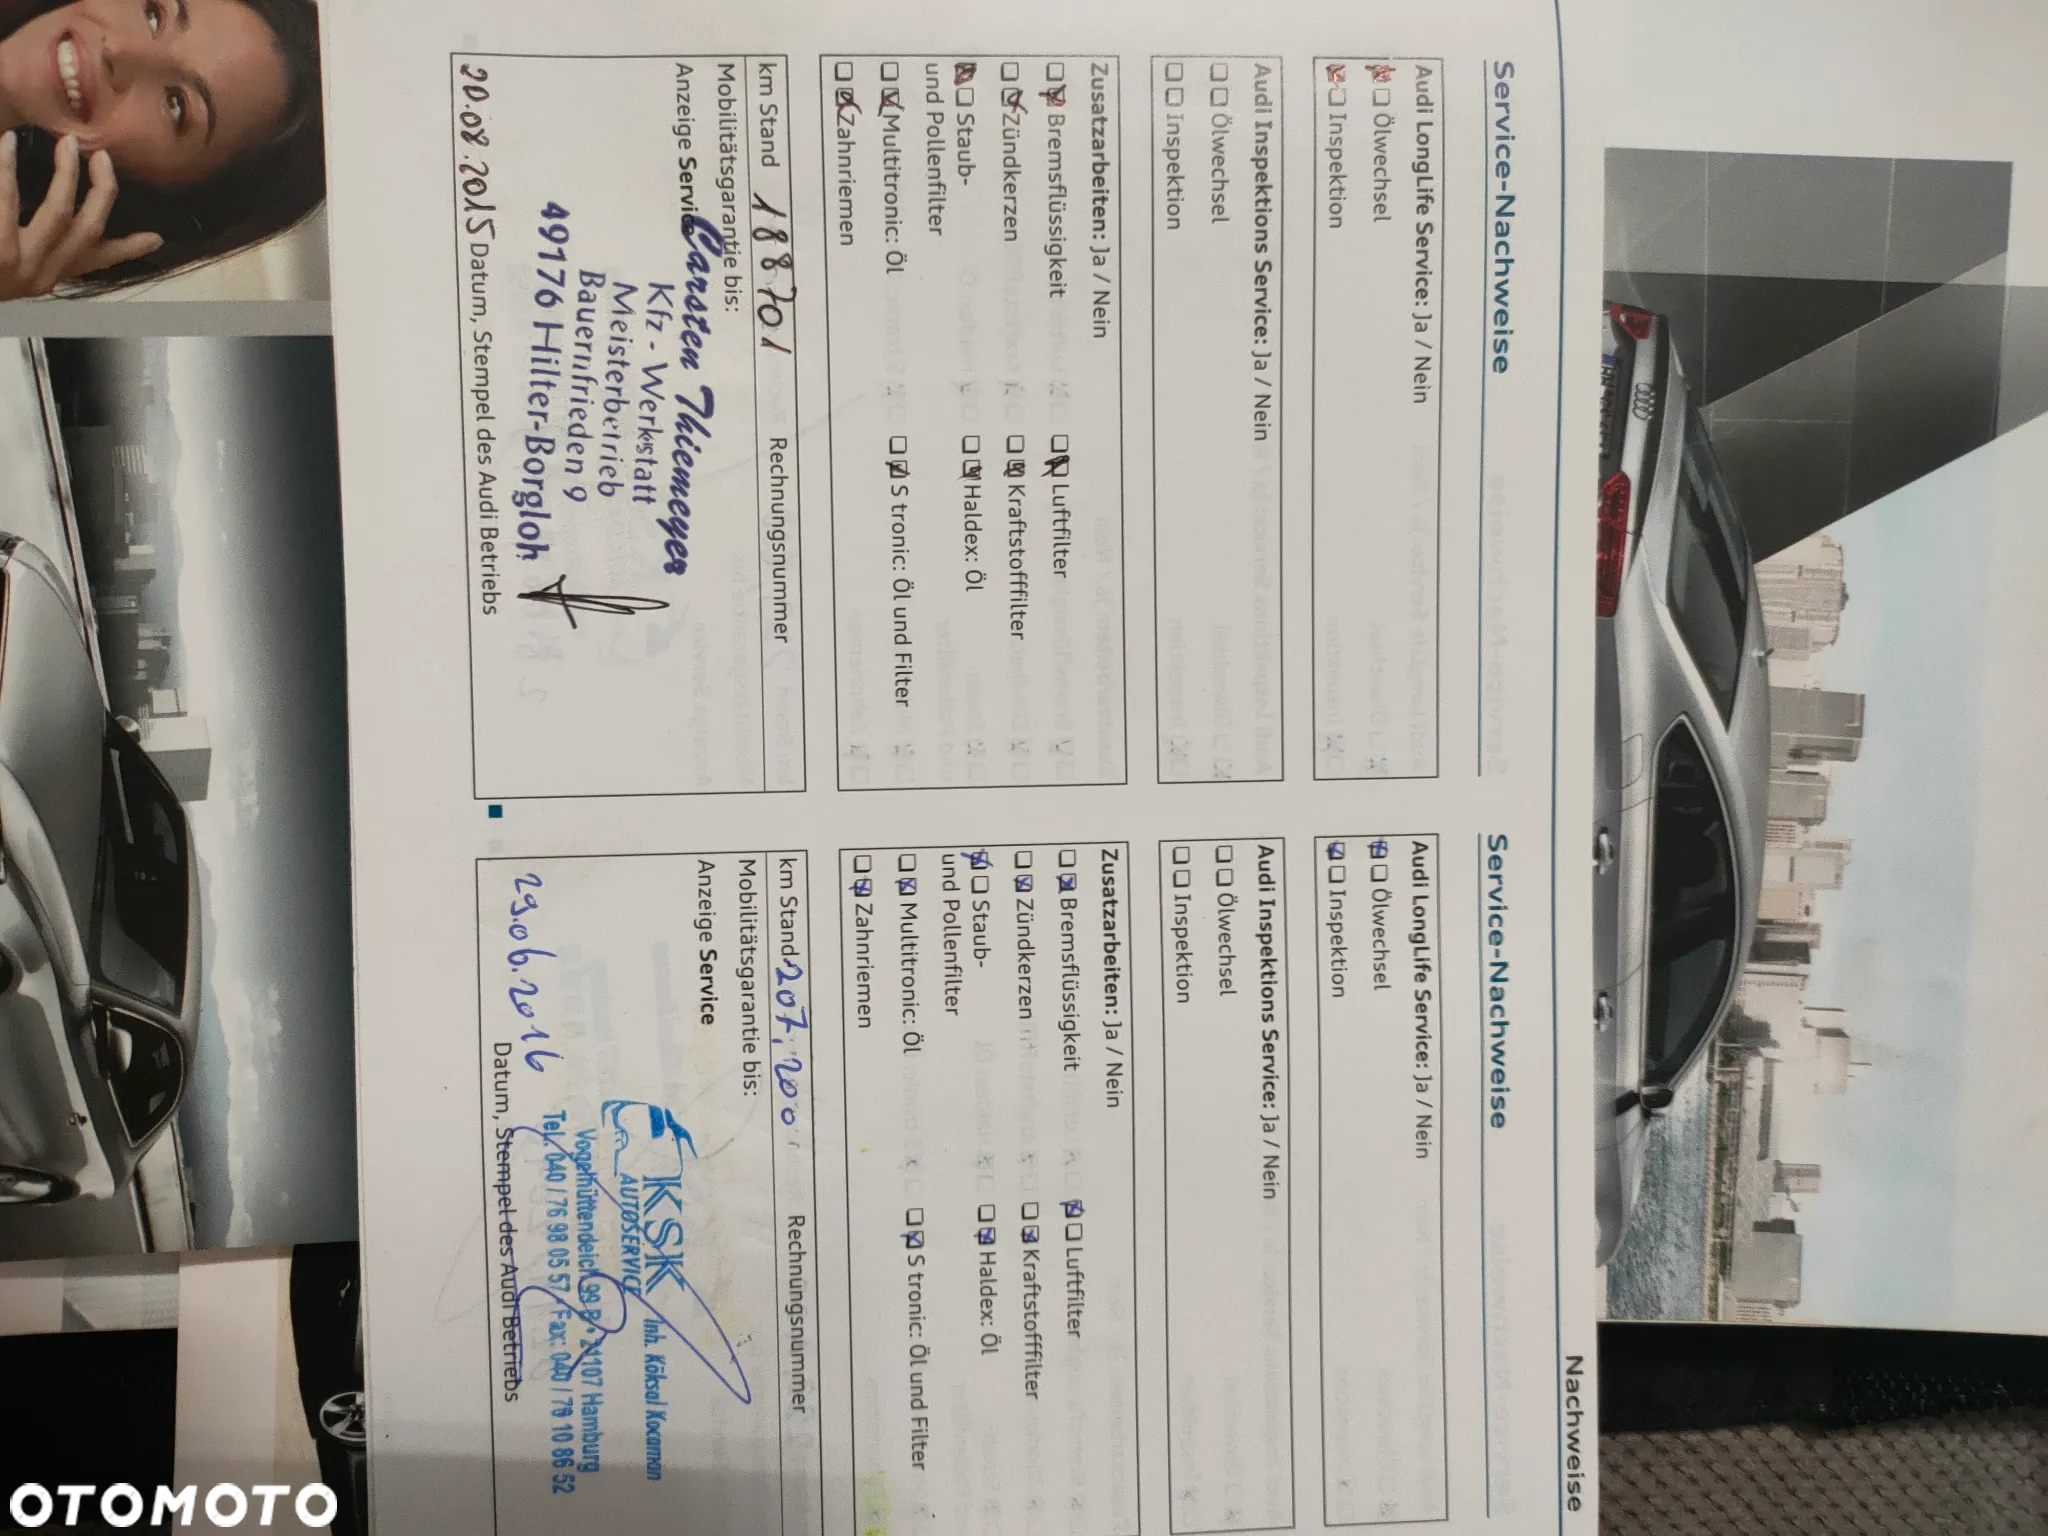 Nachweise
Service-Nachweise
Audi LongLife Service: Ja / Nein
Ölwechsel
Inspektion
Audi Inspektions Service: Ja / Nein
Ölwechsel
Inspektion
Zusatzarbeiten: Ja / Nein
Bremsflüssigkeit
Luftfilter
Zündkerzen
Kraftstofffilter
Staub-
und Pollenfilter
Haldex: Öl
Multitronic: Öl
S tronic: Öl und Filter
Zahnriemen
km Stand 188701 Rechnungsnummer
Mobilitätsgarantie bis:
Anzeige Service
Carsten Thiemeyer
Kfz - Werkstatt
Meisterbetrieb
Bauernfrieden 9
49176 Hilter-Borgloh
20.08.2015 Datum, Stempel des Audi Betriebs
Service-Nachweise
Audi LongLife Service: Ja / Nein
Ölwechsel
Inspektion
Audi Inspektions Service: Ja / Nein
Ölwechsel
Inspektion
Zusatzarbeiten: Ja / Nein
Bremsflüssigkeit
Luftfilter
Zündkerzen
Kraftstofffilter
Staub-
und Pollenfilter
Haldex: Öl
Multitronic: Öl
S tronic: Öl und Filter
Zahnriemen
km Stand 207,200 Rechnungsnummer
Mobilitätsgarantie bis:
Anzeige Service
KSK Inh. Köksal Kocaman
AUTOSERVICE
Vogelhüttendeich 99 B · 21107 Hamburg
Tel. 040 / 76 98 05 57 · Fax: 040 / 76 10 86 52
29.06.2016
Datum, Stempel des Audi Betriebs
OTOMOTO